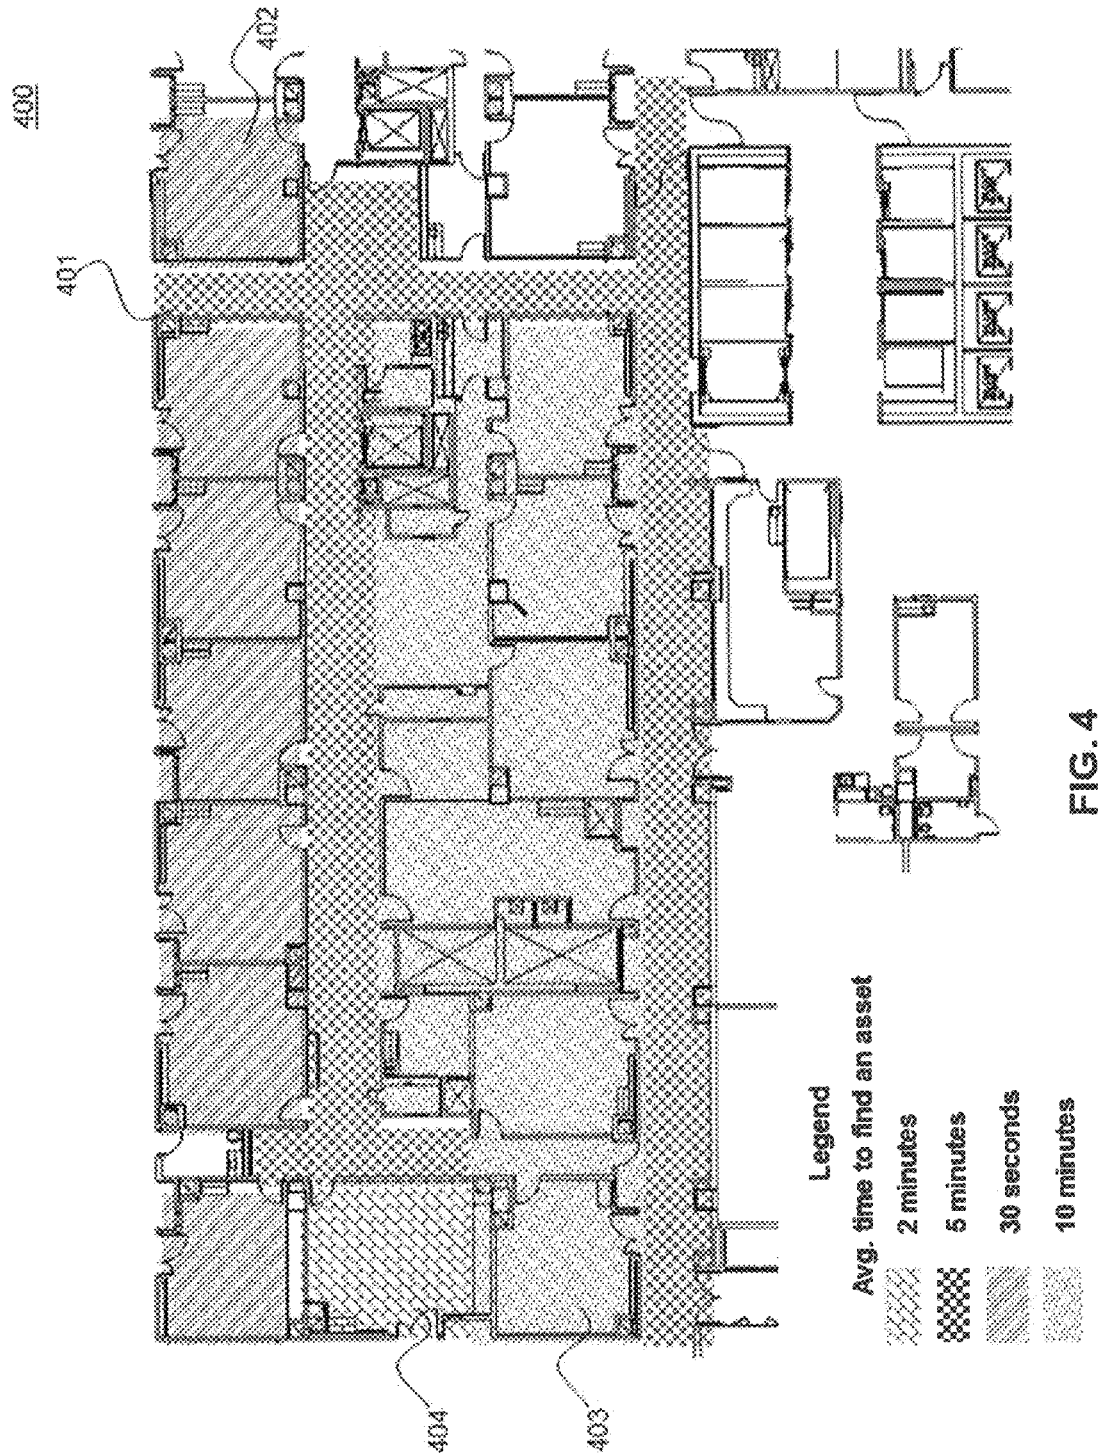 400
402
401
404
403
Legend
Avg. time to find an asset
2 minutes
5 minutes
30 seconds
10 minutes
FIG. 4